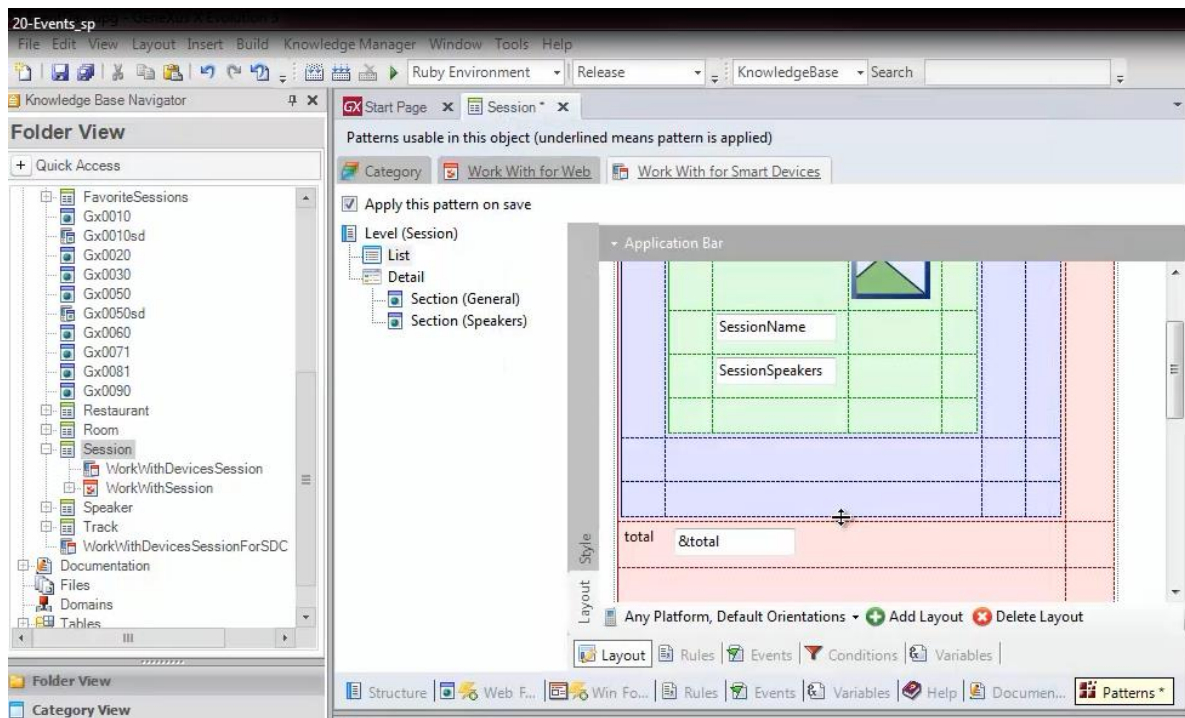 20-Events_sp
File Edit View Layout Insert Build Knowledge Manager Window Tools Help
Ruby Environment Release KnowledgeBase Search
Knowledge Base Navigator
Folder View
+ Quick Access
FavoriteSessions
Gx0010
Gx0010sd
Gx0020
Gx0030
Gx0050
Gx0050sd
Gx0060
Gx0071
Gx0081
Gx0090
Restaurant
Room
Session
WorkWithDevicesSession
WorkWithSession
Speaker
Track
WorkWithDevicesSessionForSDC
Documentation
Files
Domains
Tables
Folder View
Category View
GX Start Page Session *
Patterns usable in this object (underlined means pattern is applied)
Category Work With for Web Work With for Smart Devices
Apply this pattern on save
Level (Session)
List
Detail
Section (General)
Section (Speakers)
Application Bar
SessionName
SessionSpeakers
total &total
Style
Layout
Any Platform, Default Orientations Add Layout Delete Layout
Layout Rules Events Conditions Variables
Structure Web F... Win Fo... Rules Events Variables Help Documen... Patterns *